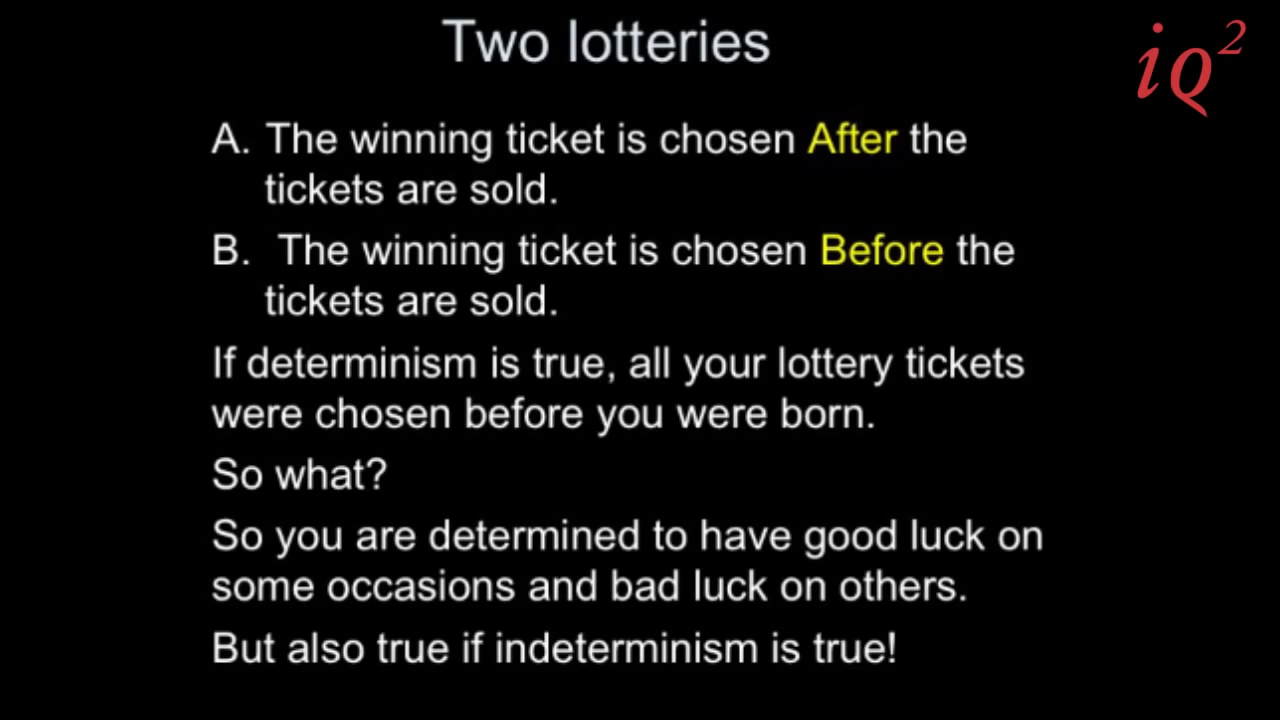 Two lotteries
iQ²
A. The winning ticket is chosen After the
tickets are sold.
B. The winning ticket is chosen Before the
tickets are sold.
If determinism is true, all your lottery tickets
were chosen before you were born.
So what?
So you are determined to have good luck on
some occasions and bad luck on others.
But also true if indeterminism is true!